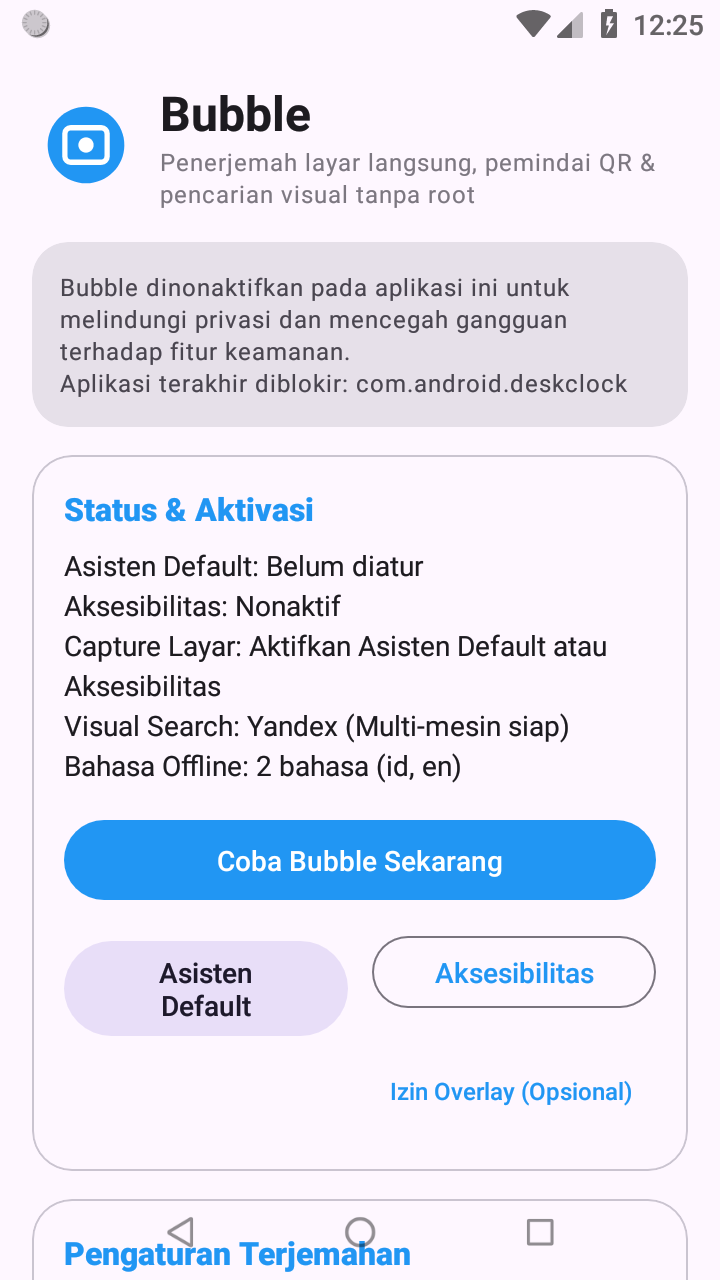 12:25
Bubble
Penerjemah layar langsung, pemindai QR &
pencarian visual tanpa root
Bubble dinonaktifkan pada aplikasi ini untuk
melindungi privasi dan mencegah gangguan
terhadap fitur keamanan.
Aplikasi terakhir diblokir: com.android.deskclock
Status & Aktivasi
Asisten Default: Belum diatur
Aksesibilitas: Nonaktif
Capture Layar: Aktifkan Asisten Default atau
Aksesibilitas
Visual Search: Yandex (Multi-mesin siap)
Bahasa Offline: 2 bahasa (id, en)
Coba Bubble Sekarang
Asisten
Default
Aksesibilitas
Izin Overlay (Opsional)
Pengaturan Terjemahan